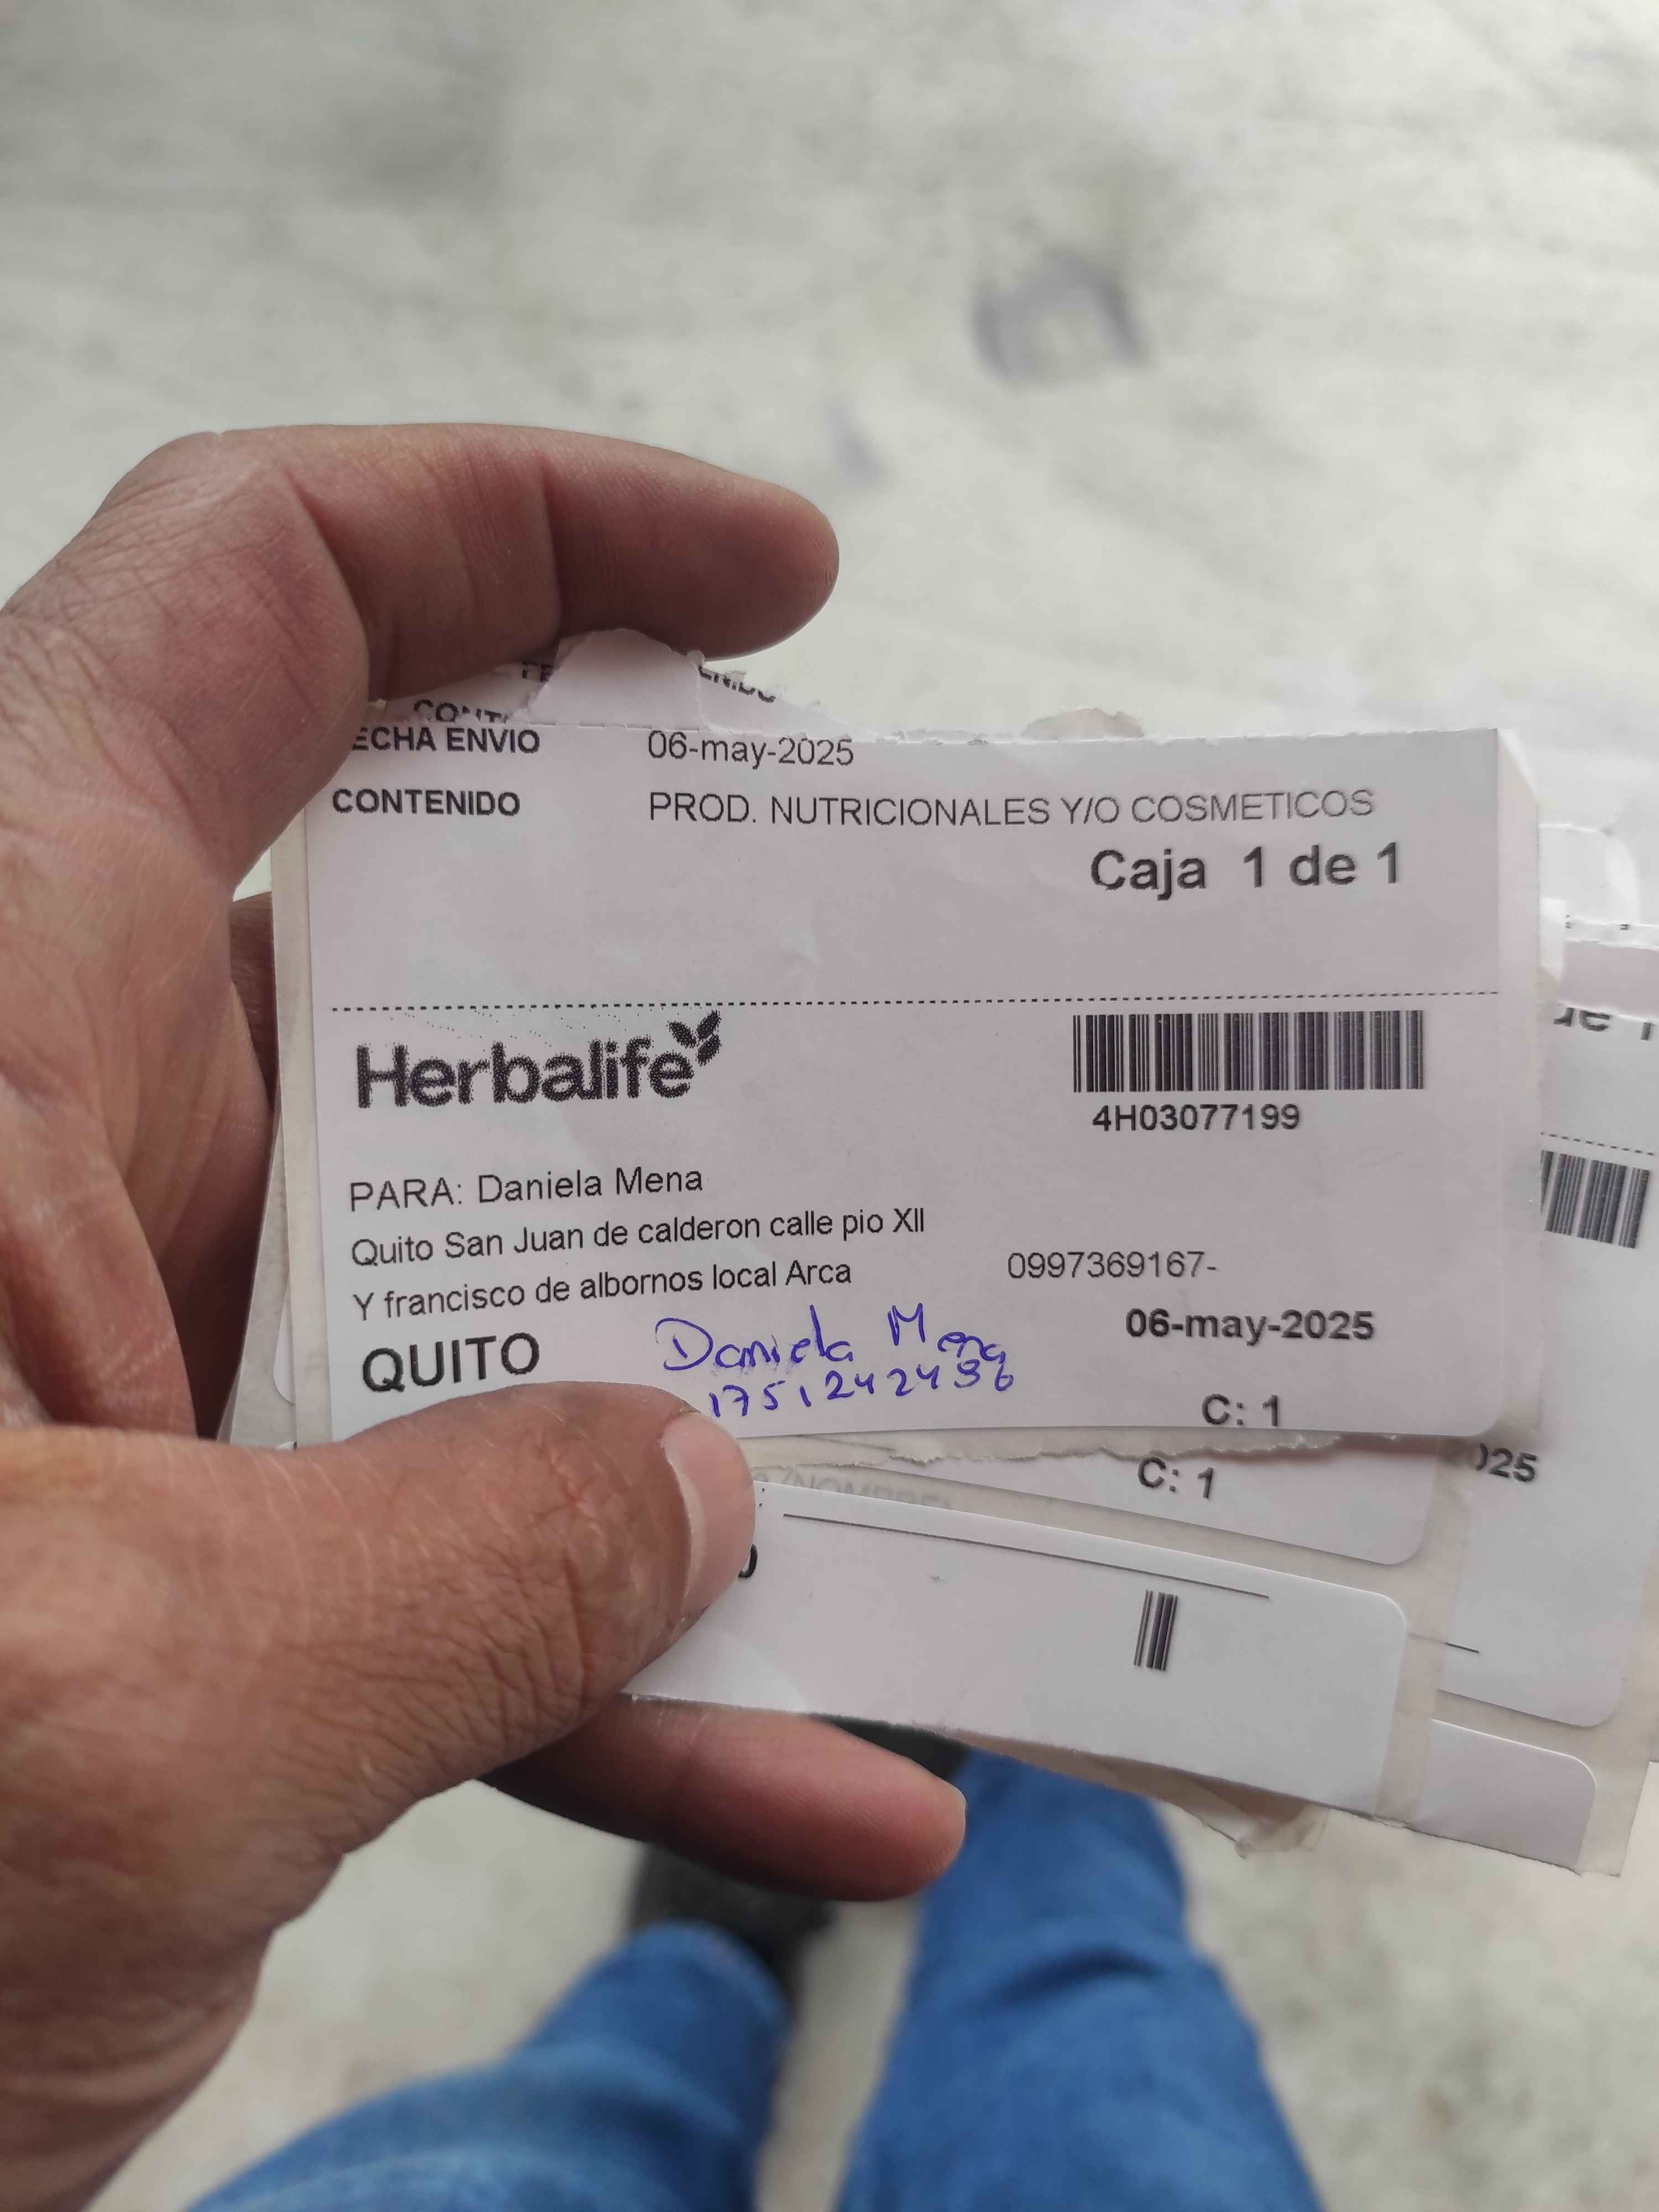 CONT
ECHA ENVIO 06-may-2025
CONTENIDO PROD. NUTRICIONALES Y/O COSMETICOS
Caja 1 de 1
Herbalife
4H03077199
PARA: Daniela Mena
Quito San Juan de calderon calle pio XII
Y francisco de albornos local Arca 0997369167-
QUITO 06-may-2025
Daniela Mena
1751242436
C: 1
C: 1
025